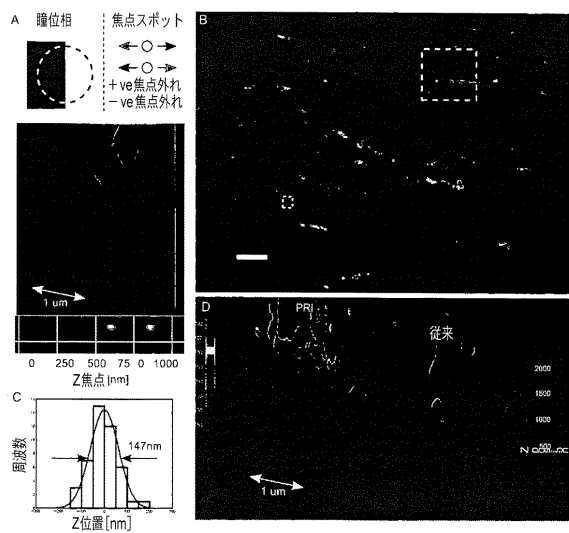 A
瞳位相
焦点スポット
+ve焦点外れ
−ve焦点外れ
1 um
0 250 500 75 0 1000
Z焦点 [nm]
B
C
周波数
147nm
Z位置[nm]
D
PRI
従来
2000
1500
1000
500
1 um